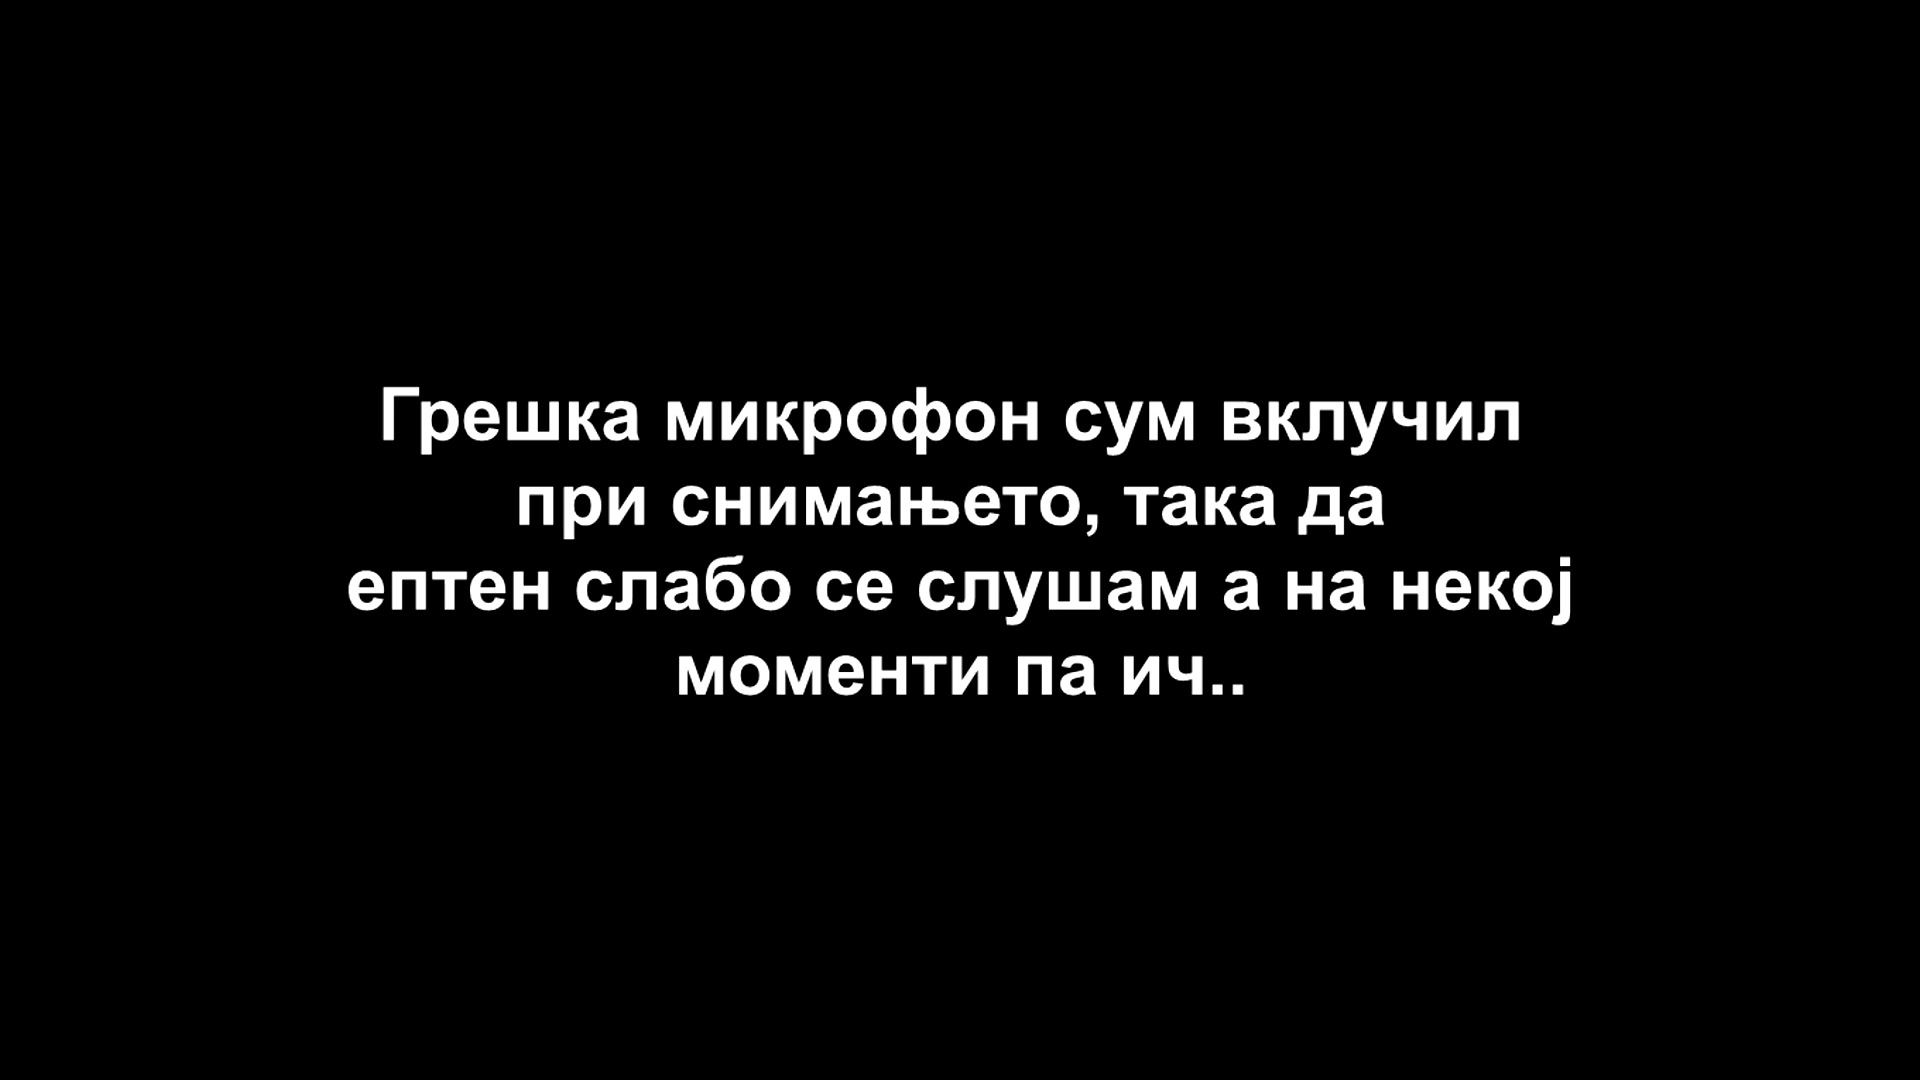 Грешка микрофон сум вклучил
при снимањето, така да
ептен слабо се слушам а на некој
моменти па ич..